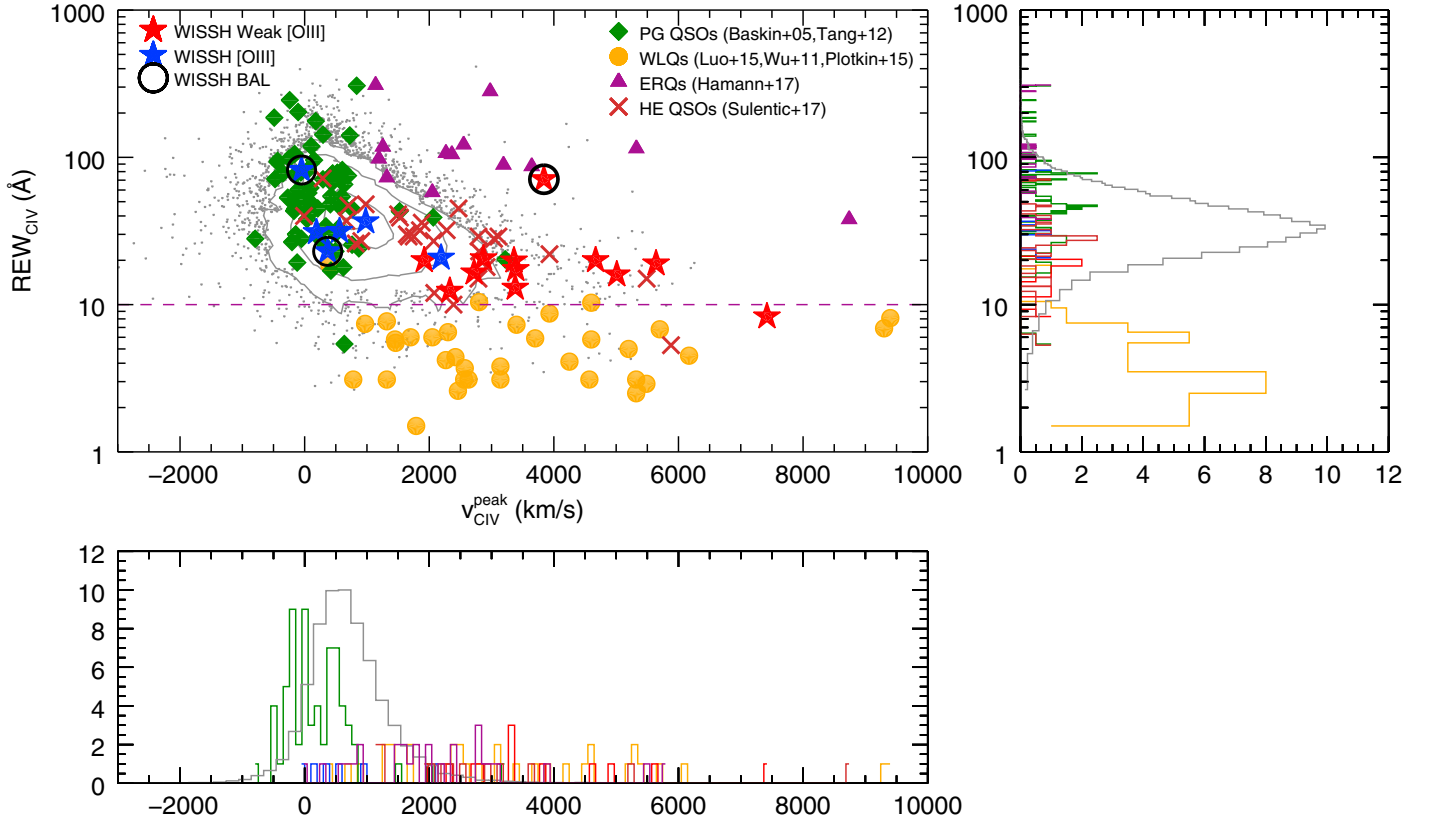 WISSH Weak [OIII]
WISSH [OIII]
WISSH BAL
PG QSOs (Baskin+05,Tang+12)
WLQs (Luo+15,Wu+11,Plotkin+15)
ERQs (Hamann+17)
HE QSOs (Sulentic+17)
REW_CIV (Å)
1000
100
10
1
−2000 0 2000 4000 6000 8000 10000
v_CIV^peak (km/s)
1000
100
10
1
0 2 4 6 8 10 12
12
10
8
6
4
2
0
−2000 0 2000 4000 6000 8000 10000